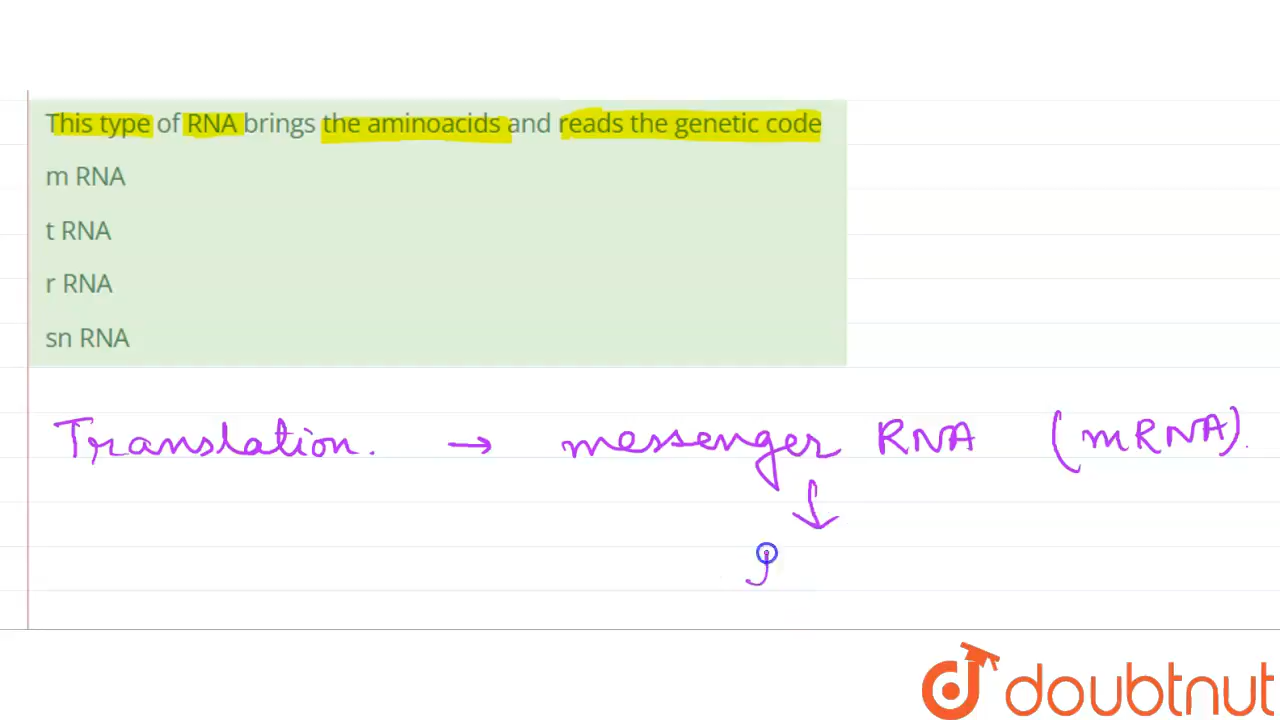 This type of RNA brings the aminoacids and reads the genetic code
m RNA
t RNA
r RNA
sn RNA
Translation. → messenger RNA (mRNA).
doubtnut